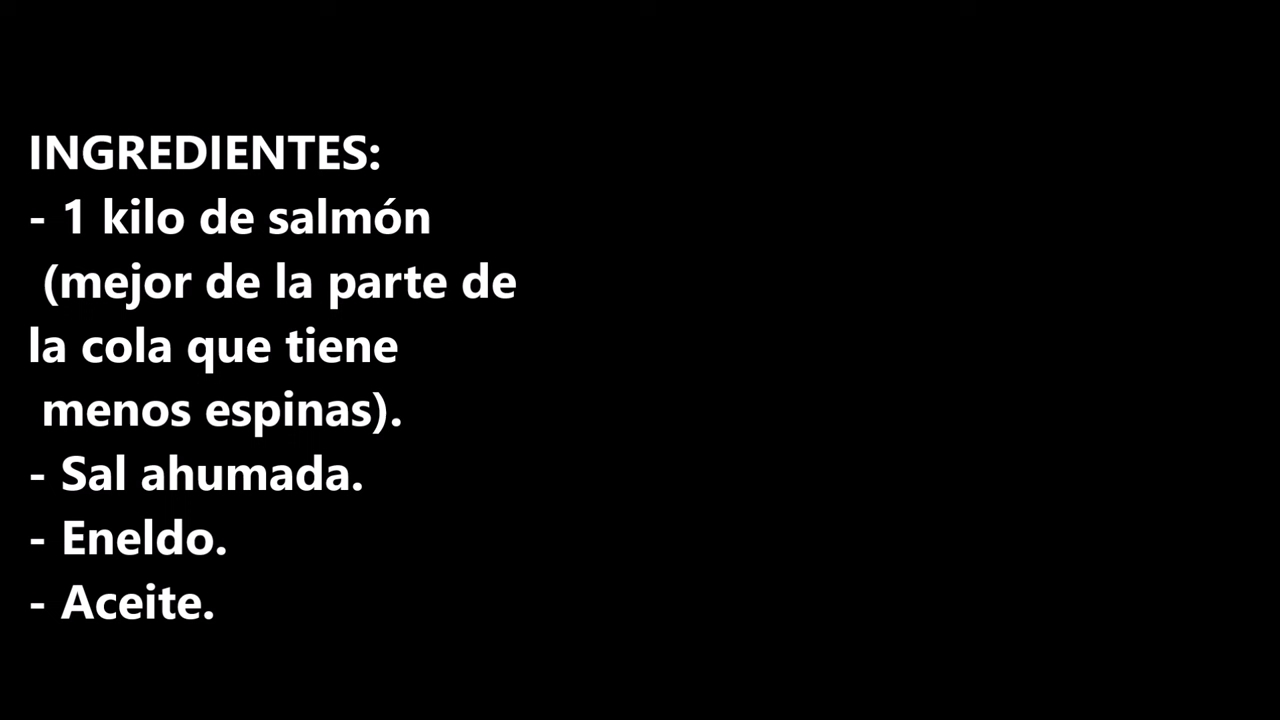 INGREDIENTES:
- 1 kilo de salmón
(mejor de la parte de
la cola que tiene
menos espinas).
- Sal ahumada.
- Eneldo.
- Aceite.